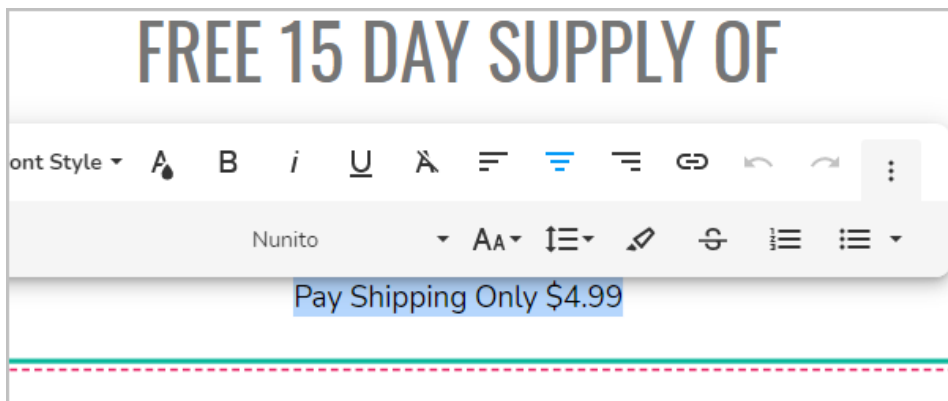 FREE 15 DAY SUPPLY OF
ont Style
Nunito
Pay Shipping Only $4.99